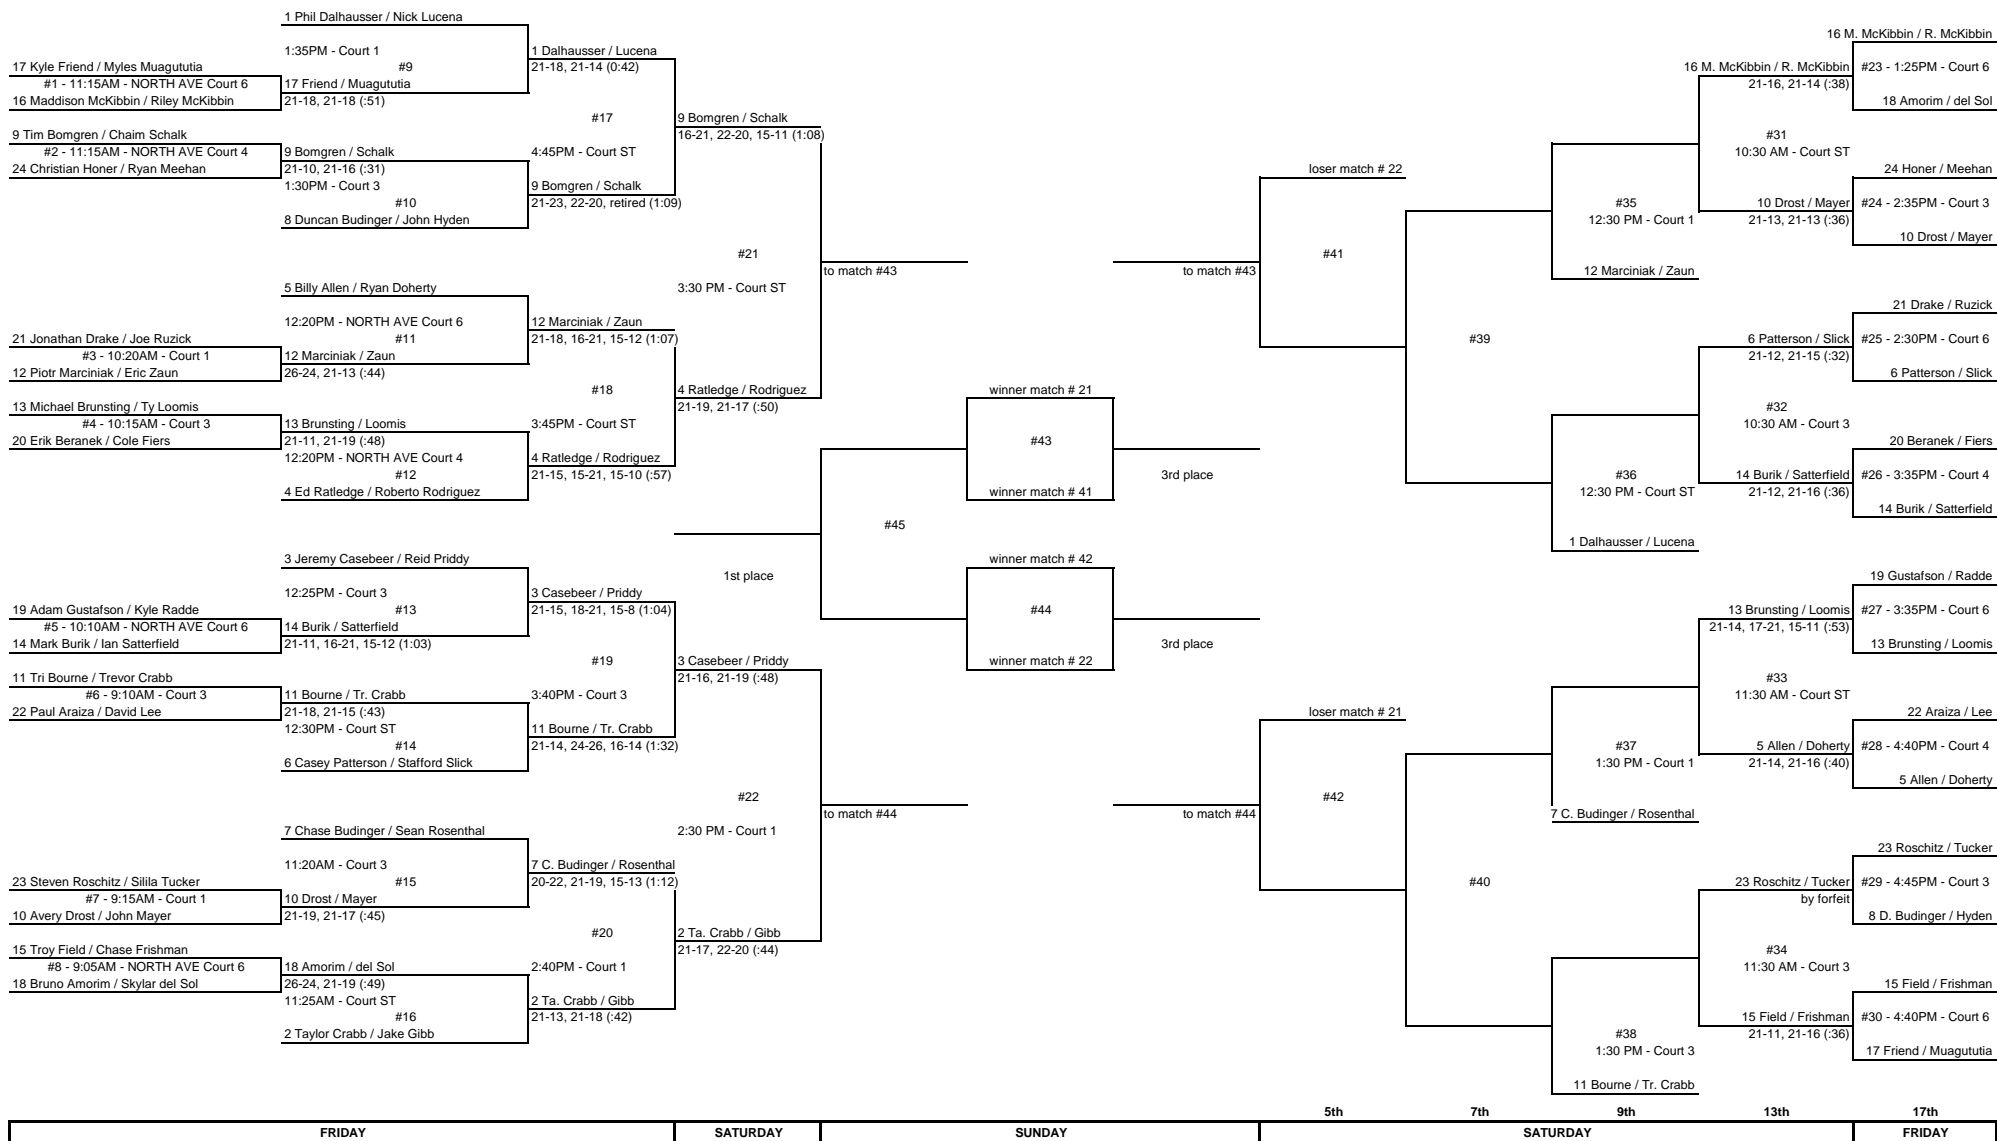 1 Phil Dalhausser / Nick Lucena
1:35PM - Court 1
#9
17 Kyle Friend / Myles Muagututia
#1 - 11:15AM - NORTH AVE Court 6
16 Maddison McKibbin / Riley McKibbin
17 Friend / Muagututia
21-18, 21-18 (:51)
1 Dalhausser / Lucena
21-18, 21-14 (0:42)
#17
4:45PM - Court ST
9 Tim Bomgren / Chaim Schalk
#2 - 11:15AM - NORTH AVE Court 4
24 Christian Honer / Ryan Meehan
9 Bomgren / Schalk
21-10, 21-16 (:31)
1:30PM - Court 3
#10
8 Duncan Budinger / John Hyden
9 Bomgren / Schalk
21-23, 22-20, retired (1:09)
9 Bomgren / Schalk
16-21, 22-20, 15-11 (1:08)
#21
3:30 PM - Court ST
to match #43
5 Billy Allen / Ryan Doherty
12:20PM - NORTH AVE Court 6
#11
21 Jonathan Drake / Joe Ruzick
#3 - 10:20AM - Court 1
12 Piotr Marciniak / Eric Zaun
12 Marciniak / Zaun
26-24, 21-13 (:44)
12 Marciniak / Zaun
21-18, 16-21, 15-12 (1:07)
#18
3:45PM - Court ST
13 Michael Brunsting / Ty Loomis
#4 - 10:15AM - Court 3
20 Erik Beranek / Cole Fiers
13 Brunsting / Loomis
21-11, 21-19 (:48)
12:20PM - NORTH AVE Court 4
#12
4 Ed Ratledge / Roberto Rodriguez
4 Ratledge / Rodriguez
21-15, 15-21, 15-10 (:57)
4 Ratledge / Rodriguez
21-19, 21-17 (:50)
3 Jeremy Casebeer / Reid Priddy
12:25PM - Court 3
#13
19 Adam Gustafson / Kyle Radde
#5 - 10:10AM - NORTH AVE Court 6
14 Mark Burik / Ian Satterfield
14 Burik / Satterfield
21-11, 16-21, 15-12 (1:03)
3 Casebeer / Priddy
21-15, 18-21, 15-8 (1:04)
#19
3:40PM - Court 3
11 Tri Bourne / Trevor Crabb
#6 - 9:10AM - Court 3
22 Paul Araiza / David Lee
11 Bourne / Tr. Crabb
21-18, 21-15 (:43)
12:30PM - Court ST
#14
6 Casey Patterson / Stafford Slick
11 Bourne / Tr. Crabb
21-14, 24-26, 16-14 (1:32)
3 Casebeer / Priddy
21-16, 21-19 (:48)
#22
2:30 PM - Court 1
to match #44
7 Chase Budinger / Sean Rosenthal
11:20AM - Court 3
#15
23 Steven Roschitz / Silila Tucker
#7 - 9:15AM - Court 1
10 Avery Drost / John Mayer
10 Drost / Mayer
21-19, 21-17 (:45)
7 C. Budinger / Rosenthal
20-22, 21-19, 15-13 (1:12)
#20
2:40PM - Court 1
15 Troy Field / Chase Frishman
#8 - 9:05AM - NORTH AVE Court 6
18 Bruno Amorim / Skylar del Sol
18 Amorim / del Sol
26-24, 21-19 (:49)
11:25AM - Court ST
#16
2 Taylor Crabb / Jake Gibb
2 Ta. Crabb / Gibb
21-13, 21-18 (:42)
2 Ta. Crabb / Gibb
21-17, 22-20 (:44)
1st place
#45
winner match # 21
#43
winner match # 41
3rd place
winner match # 42
#44
winner match # 22
3rd place
to match #43
loser match # 22
#41
#39
to match #44
loser match # 21
#42
#40
#35
12:30 PM - Court 1
12 Marciniak / Zaun
#36
12:30 PM - Court ST
1 Dalhausser / Lucena
#37
1:30 PM - Court 1
7 C. Budinger / Rosenthal
#38
1:30 PM - Court 3
11 Bourne / Tr. Crabb
16 M. McKibbin / R. McKibbin
21-16, 21-14 (:38)
#31
10:30 AM - Court ST
10 Drost / Mayer
21-13, 21-13 (:36)
6 Patterson / Slick
21-12, 21-15 (:32)
#32
10:30 AM - Court 3
14 Burik / Satterfield
21-12, 21-16 (:36)
13 Brunsting / Loomis
21-14, 17-21, 15-11 (:53)
#33
11:30 AM - Court ST
5 Allen / Doherty
21-14, 21-16 (:40)
23 Roschitz / Tucker
by forfeit
#34
11:30 AM - Court 3
15 Field / Frishman
21-11, 21-16 (:36)
16 M. McKibbin / R. McKibbin
#23 - 1:25PM - Court 6
18 Amorim / del Sol
24 Honer / Meehan
#24 - 2:35PM - Court 3
10 Drost / Mayer
21 Drake / Ruzick
#25 - 2:30PM - Court 6
6 Patterson / Slick
20 Beranek / Fiers
#26 - 3:35PM - Court 4
14 Burik / Satterfield
19 Gustafson / Radde
#27 - 3:35PM - Court 6
13 Brunsting / Loomis
22 Araiza / Lee
#28 - 4:40PM - Court 4
5 Allen / Doherty
23 Roschitz / Tucker
#29 - 4:45PM - Court 3
8 D. Budinger / Hyden
15 Field / Frishman
#30 - 4:40PM - Court 6
17 Friend / Muagututia
5th 7th 9th 13th 17th
FRIDAY SATURDAY SUNDAY SATURDAY FRIDAY